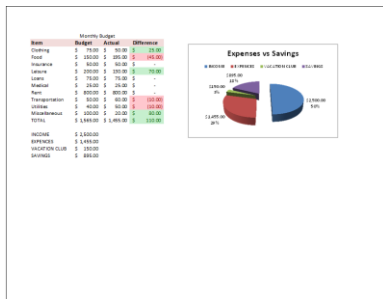 Monthly Budget
Item Budget Actual Difference
Clothing $ 75.00 $ 50.00 $ 25.00
Food $ 150.00 $ 195.00 $ (45.00)
Insurance $ 50.00 $ 50.00 $ -
Leisure $ 200.00 $ 130.00 $ 70.00
Loans $ 75.00 $ 75.00 $ -
Medical $ 25.00 $ 25.00 $ -
Rent $ 800.00 $ 800.00 $ -
Transportation $ 50.00 $ 60.00 $ (10.00)
Utilities $ 40.00 $ 50.00 $ (10.00)
Miscellaneous $ 100.00 $ 20.00 $ 80.00
TOTAL $ 1,565.00 $ 1,455.00 $ 110.00
INCOME $ 2,500.00
EXPENCES $ 1,455.00
VACATION CLUB $ 150.00
SAVINGS $ 895.00
Expenses vs Savings
INCOME EXPENCES VACATION CLUB SAVINGS